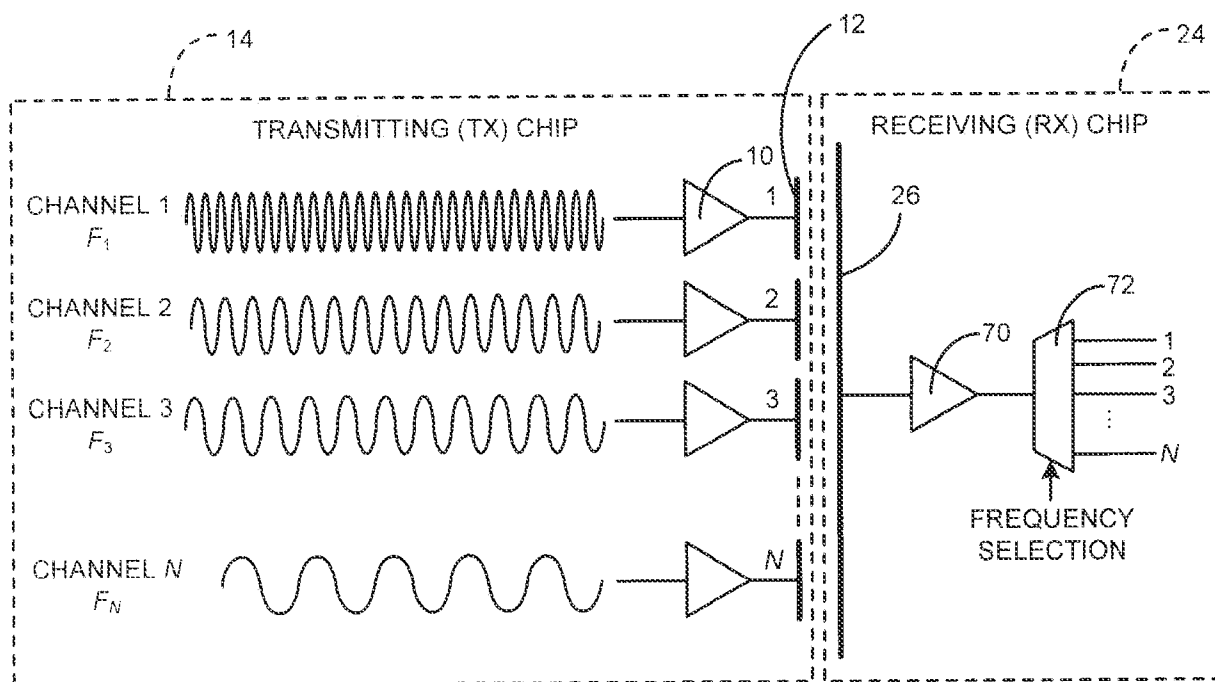 14
12
24
TRANSMITTING (TX) CHIP
RECEIVING (RX) CHIP
CHANNEL 1
F₁
10
1
26
CHANNEL 2
F₂
2
72
70
1
2
3
⋮
N
CHANNEL 3
F₃
3
FREQUENCY
SELECTION
CHANNEL N
F_N
N